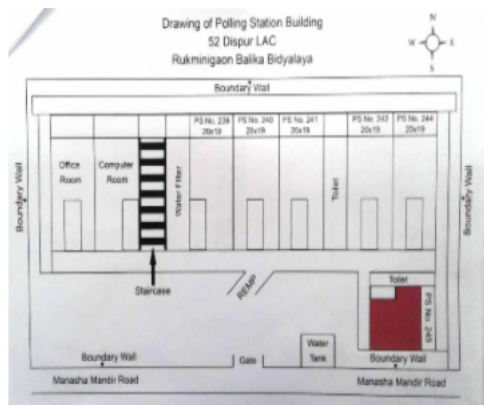 Drawing of Polling Station Building
52 Dispur LAC
Rukminigaon Balika Bidyalaya
N
W
E
S
Boundary Wall
PS No. 239
20x19
PS No. 240
20x19
PS No. 241
20x19
PS No. 243
20x19
PS No. 244
20x19
Office
Room
Computer
Room
Water Filter
Toilet
Boundary Wall
Boundary Wall
Staircase
REMP
Toilet
PS No. 245
Water
Tank
Boundary Wall
Gate
Boundary Wall
Manasha Mandir Road
Manasha Mandir Road